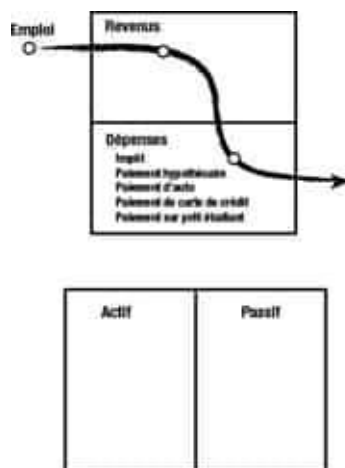 Emploi
Revenus
Dépenses
Impôt
Paiement hypothécaire
Paiement d'auto
Paiement de carte de crédit
Paiement sur prêt étudiant
Actif
Passif